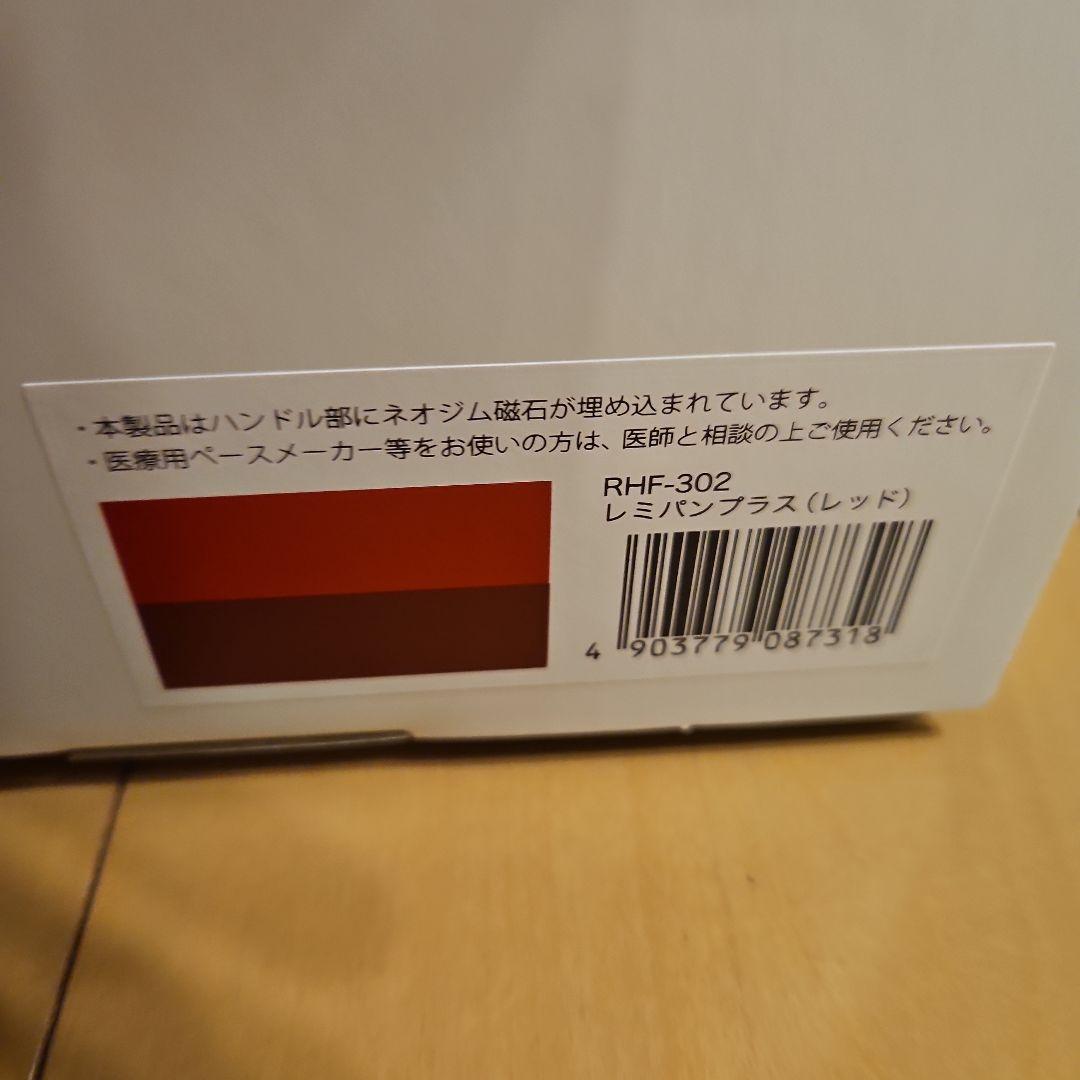 ・本製品はハンドル部にネオジム磁石が埋め込まれています。
・医療用ペースメーカー等をお使いの方は、医師と相談の上ご使用ください。
RHF-302
レミパンプラス（レッド）
4 903779 087318